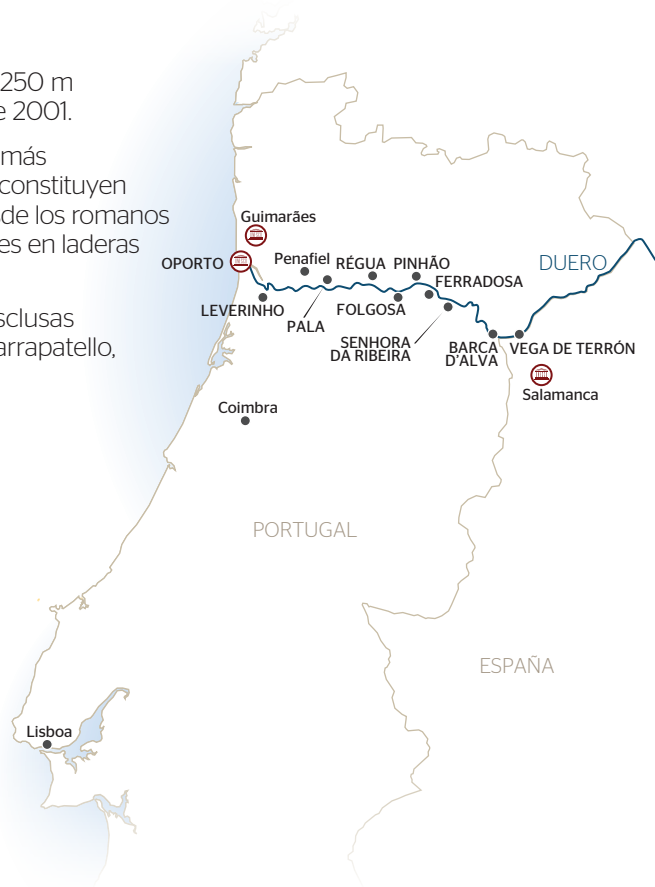 250 m
e 2001.
más
constituyen
sde los romanos
es en laderas
sclusas
arrapatello,
Guimarães
OPORTO
Penafiel
RÉGUA
PINHÃO
DUERO
FERRADOSA
LEVERINHO
PALA
FOLGOSA
SENHORA
DA RIBEIRA
BARCA
D'ALVA
VEGA DE TERRÓN
Salamanca
Coimbra
PORTUGAL
ESPAÑA
Lisboa